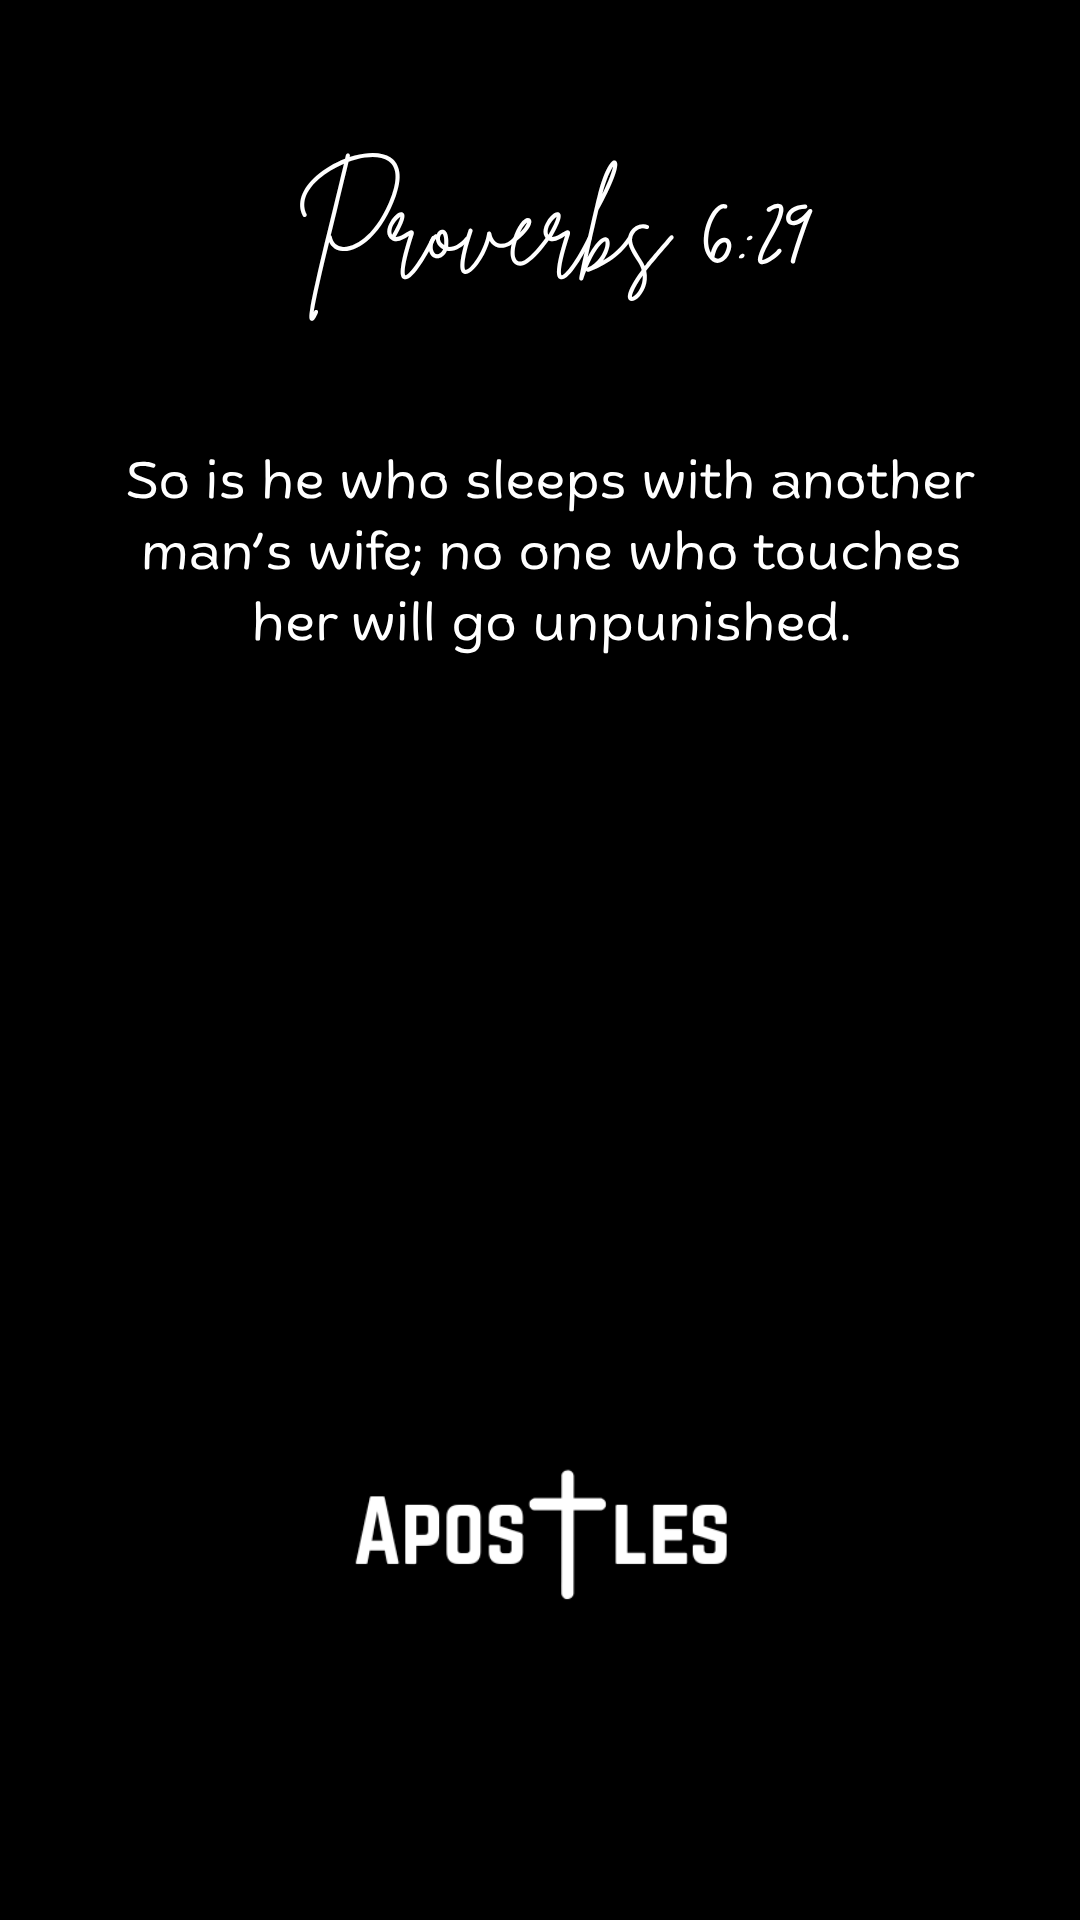 Proverbs 6:29
So is he who sleeps with another
man’s wife; no one who touches
her will go unpunished.
APOSTLES